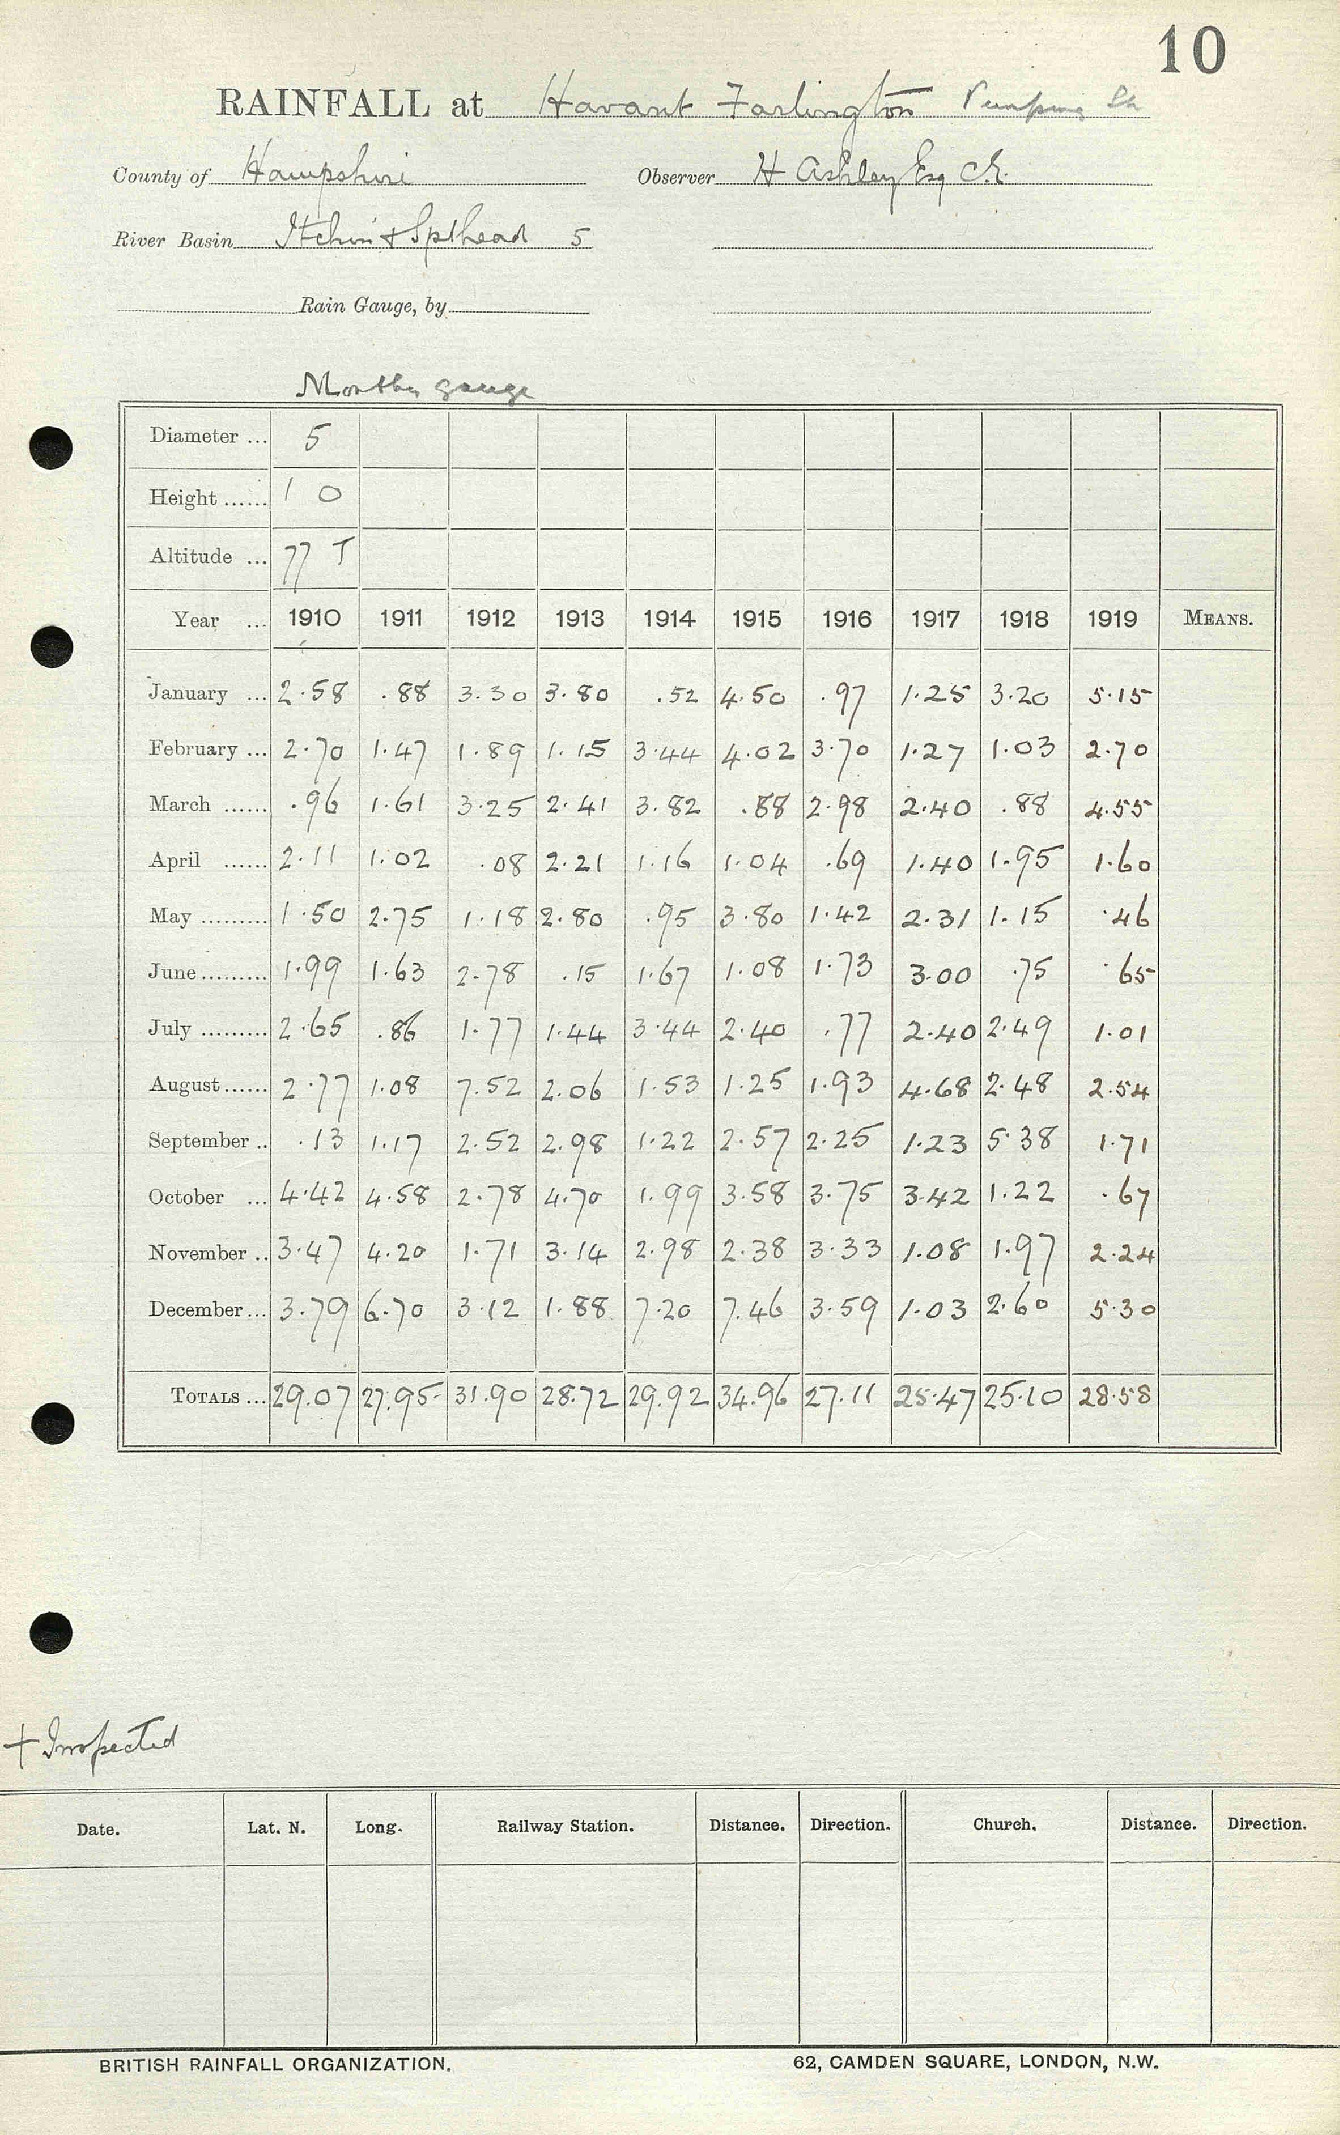 10
RAINFALL at Havant Farlington Pumping Sta
County of Hampshire Observer H Ashley Esq C.E.
River Basin Itchin & Spithead 5
Rain Gauge, by
Monthly gauge
Diameter ... 5
Height ...... 1 0
Altitude ... 77 T
Year ... 1910 1911 1912 1913 1914 1915 1916 1917 1918 1919 MEANS.
January ... 2.58 .88 3.30 3.80 .52 4.50 .97 1.25 3.20 5.15
February ... 2.70 1.47 1.89 1.15 3.44 4.02 3.70 1.27 1.03 2.70
March ...... .96 1.61 3.25 2.41 3.82 .88 2.98 2.40 .88 4.55
April ...... 2.11 1.02 .08 2.21 1.16 1.04 .69 1.40 1.95 1.60
May ......... 1.50 2.75 1.18 2.80 .95 3.80 1.42 2.31 1.15 .46
June ......... 1.99 1.63 2.78 .15 1.67 1.08 1.73 3.00 .75 .65
July ......... 2.65 .86 1.77 1.44 3.44 2.40 .77 2.40 2.49 1.01
August ...... 2.77 1.08 7.52 2.06 1.53 1.25 1.93 4.68 2.48 2.54
September .. .13 1.17 2.52 2.98 1.22 2.57 2.25 1.23 5.38 1.71
October ... 4.42 4.58 2.78 4.70 1.99 3.58 3.75 3.42 1.22 .67
November .. 3.47 4.20 1.71 3.14 2.98 2.38 3.33 1.08 1.97 2.24
December ... 3.79 6.70 3.12 1.88 7.20 7.46 3.59 1.03 2.60 5.30
TOTALS ... 29.07 27.95 31.90 28.72 29.92 34.96 27.11 25.47 25.10 28.58
+ Inspected
Date. Lat. N. Long. Railway Station. Distance. Direction. Church. Distance. Direction.
BRITISH RAINFALL ORGANIZATION. 62, CAMDEN SQUARE, LONDON, N.W.